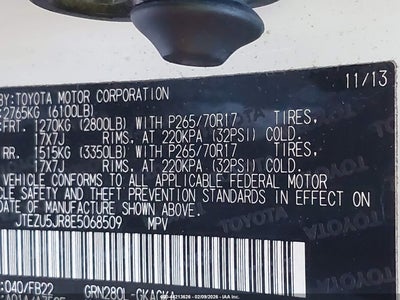 11/13
BY: TOYOTA MOTOR CORPORATION
2765KG (6100LB)
FRT. 1270KG (2800LB) WITH P265/70R17 TIRES,
17X7J RIMS, AT 220KPA (32PSI) COLD.
RR. 1515KG (3350LB) WITH P265/70R17 TIRES,
17X7J RIMS, AT 220KPA (32PSI) COLD.
VEHICLE CONFORMS TO ALL APPLICABLE FEDERAL MOTOR
VEHICLE SAFETY AND THEFT PREVENTION STANDARDS IN EFFECT
DATE OF MANUFACTURE SHOWN ABOVE.
JTEZU5JR8E5068509 MPV
TOYOTA
:040/FB22 GRN280L-